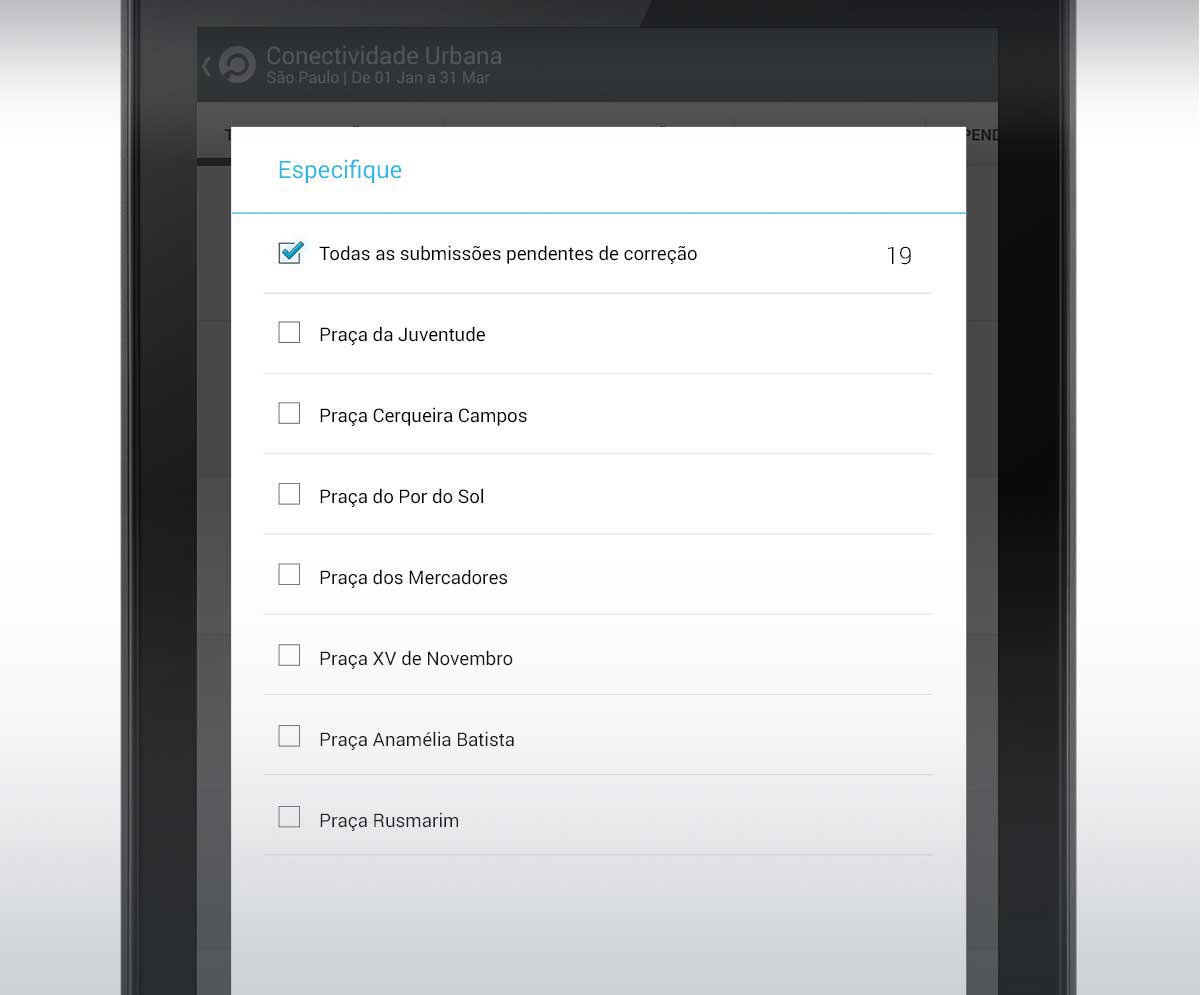 Conectividade Urbana
São Paulo | De 01 Jan a 31 Mar
Especifique
Todas as submissões pendentes de correção 19
Praça da Juventude
Praça Cerqueira Campos
Praça do Por do Sol
Praça dos Mercadores
Praça XV de Novembro
Praça Anamélia Batista
Praça Rusmarim